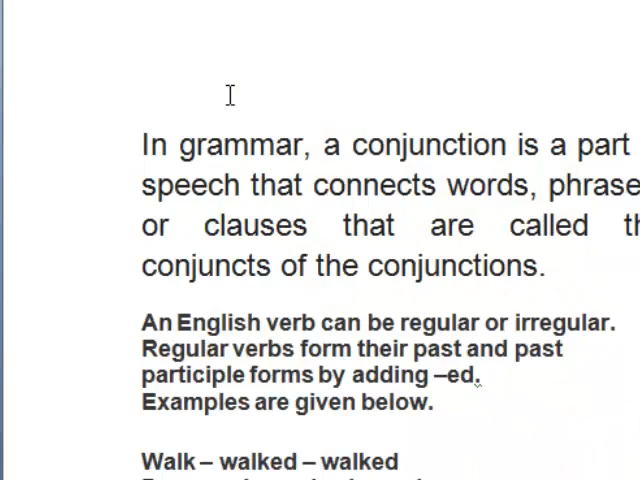 In grammar, a conjunction is a part
speech that connects words, phrase
or clauses that are called th
conjuncts of the conjunctions.
An English verb can be regular or irregular.
Regular verbs form their past and past
participle forms by adding –ed.
Examples are given below.
Walk – walked – walked